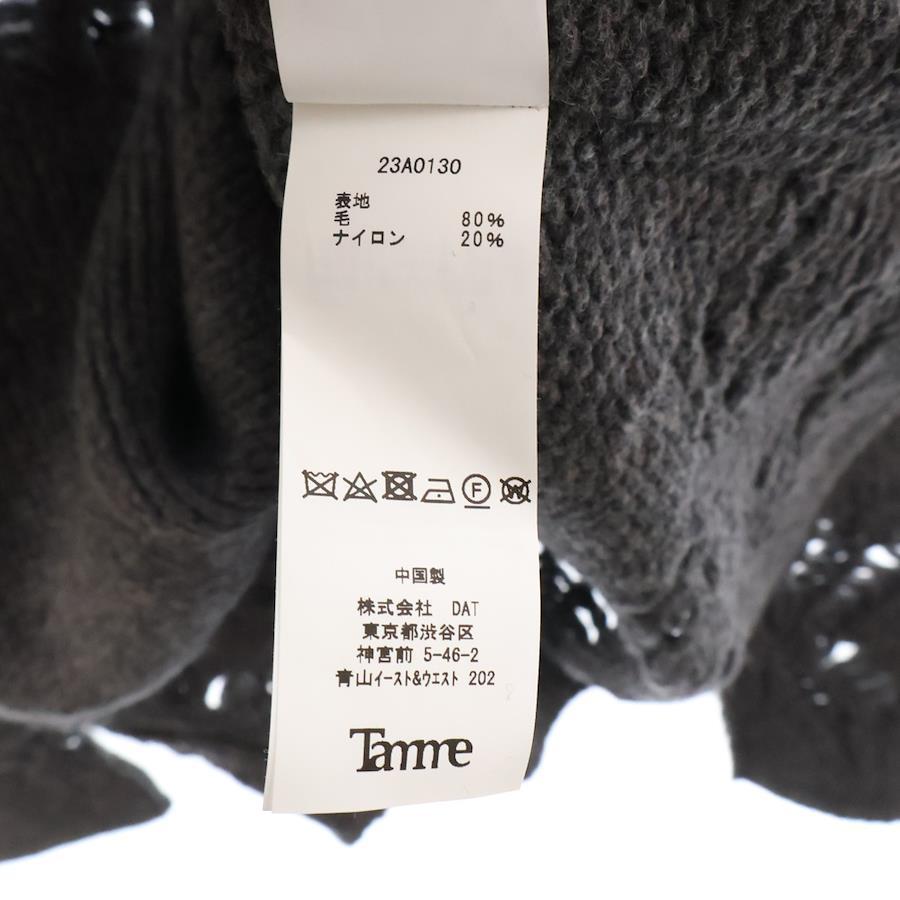 23A0130
表地
毛 80%
ナイロン 20%
F W
中国製
株式会社 DAT
東京都渋谷区
神宮前 5-46-2
青山イースト&ウエスト 202
Tamme